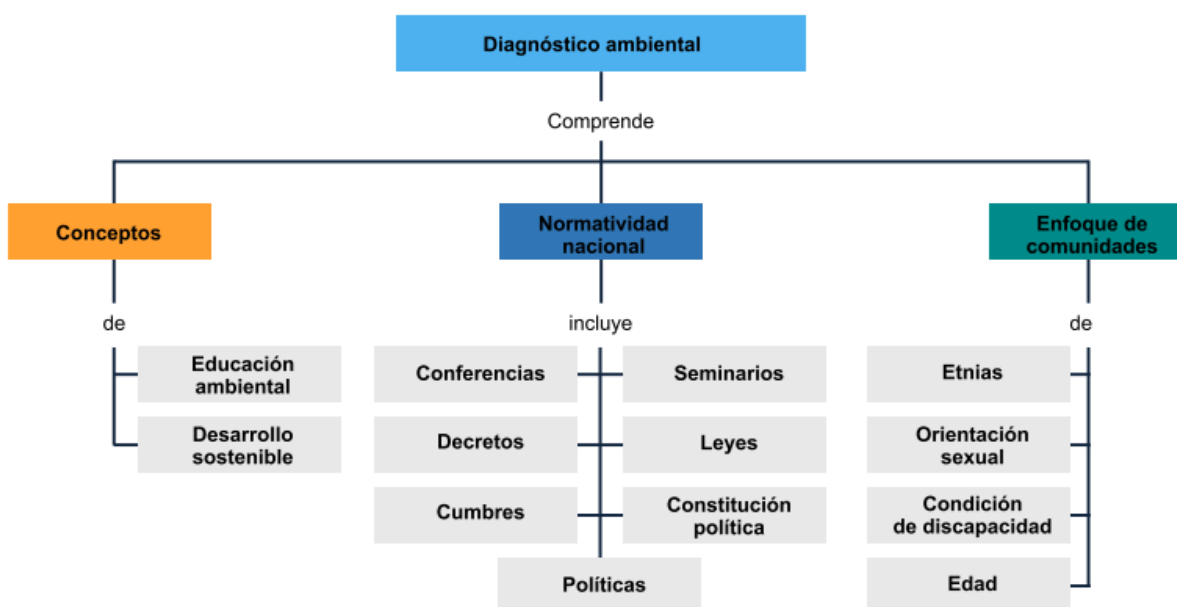 Diagnóstico ambiental
Comprende
Conceptos
Normatividad
nacional
Enfoque de
comunidades
de
incluye
de
Educación
ambiental
Desarrollo
sostenible
Conferencias
Seminarios
Decretos
Leyes
Cumbres
Constitución
política
Políticas
Etnias
Orientación
sexual
Condición
de discapacidad
Edad